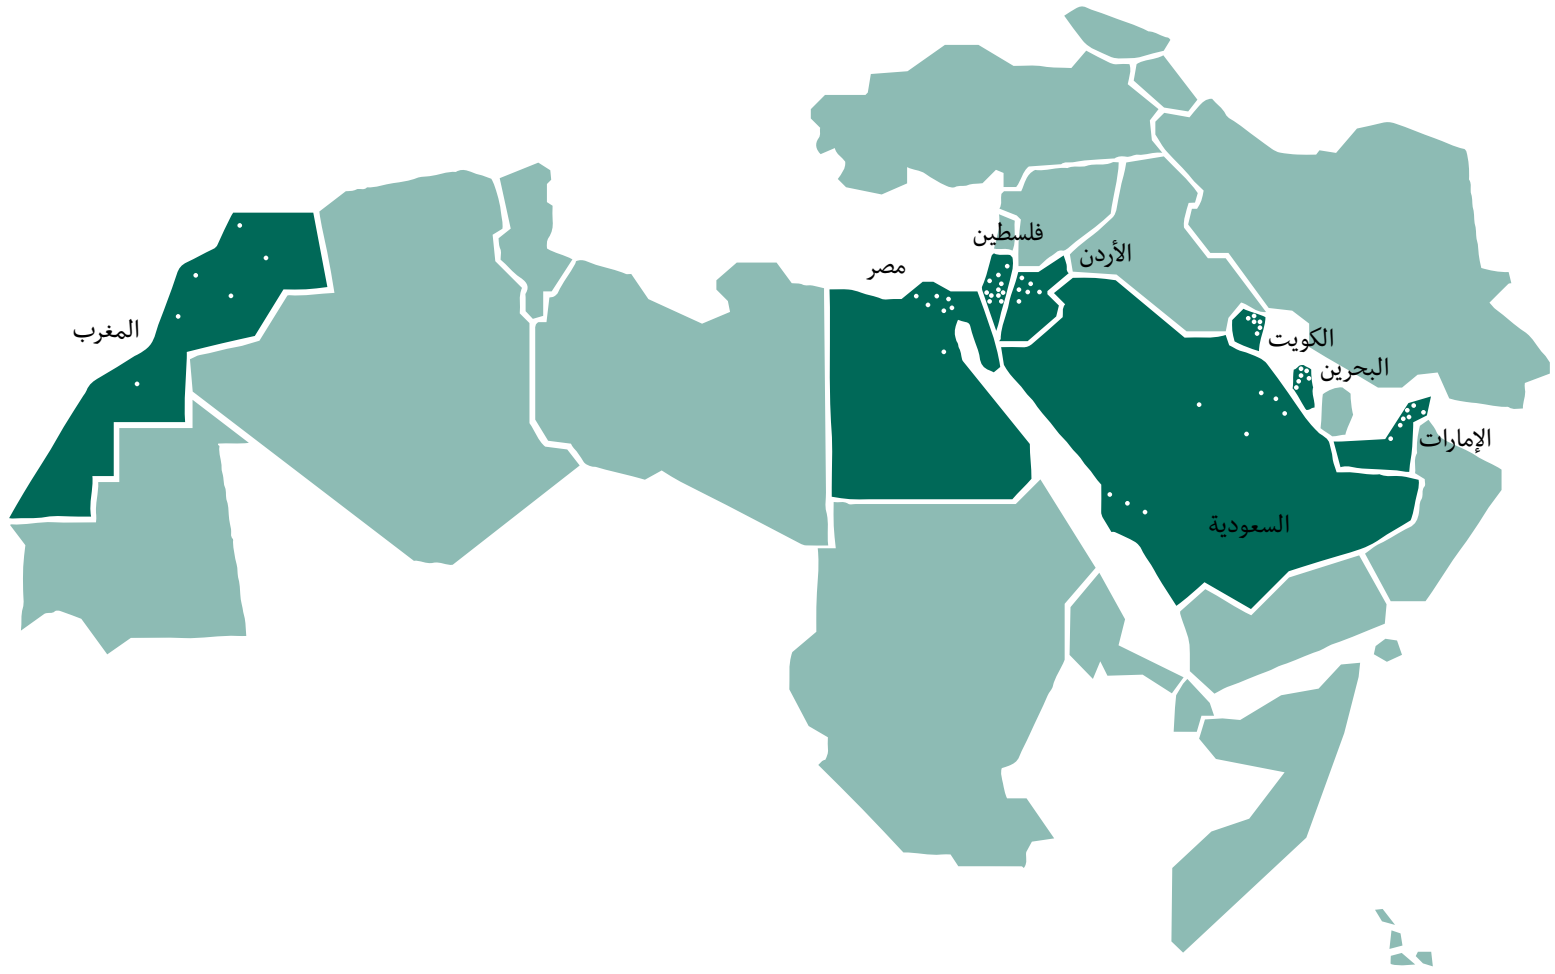 فلسطين
الأردن
مصر
المغرب
الكويت
البحرين
الإمارات
السعودية